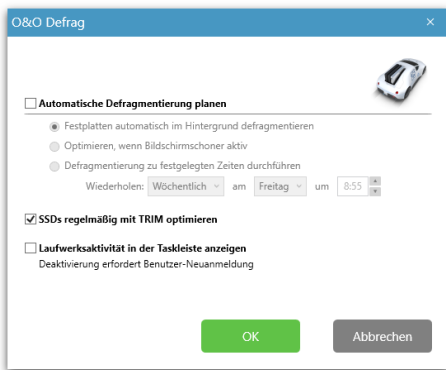 O&O Defrag
Automatische Defragmentierung planen
Festplatten automatisch im Hintergrund defragmentieren
Optimieren, wenn Bildschirmschoner aktiv
Defragmentierung zu festgelegten Zeiten durchführen
Wiederholen: Wöchentlich am Freitag um 8:55
SSDs regelmäßig mit TRIM optimieren
Laufwerksaktivität in der Taskleiste anzeigen
Deaktivierung erfordert Benutzer-Neuanmeldung
OK Abbrechen